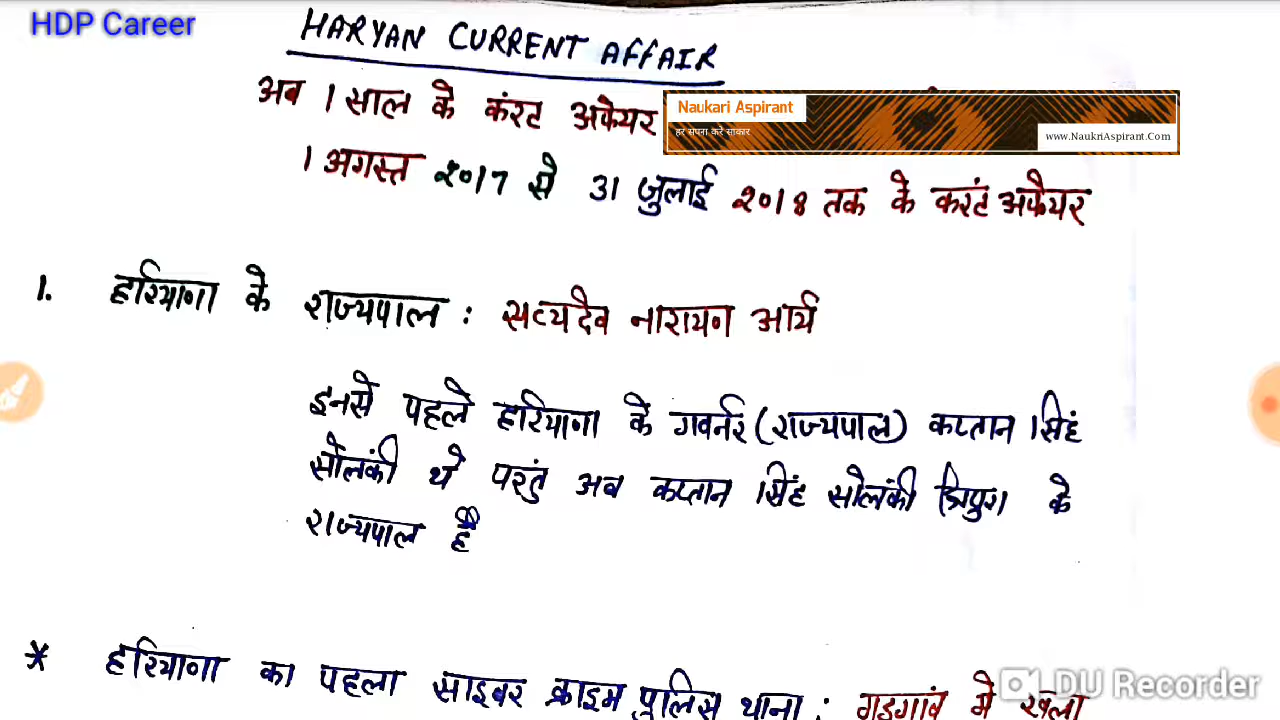 HDP Career
HARYAN CURRENT AFFAIR
अब 1 साल के कंरट अफेयर
Naukari Aspirant
हर सपना करे साकार
www.NaukriAspirant.Com
1 अगस्त 2017 से 31 जुलाई 2018 तक के करंट अफेयर
1. हरियाणा के राज्यपाल : सत्यदेव नारायण आर्य
इनसे पहले हरियाणा के गवर्नर (राज्यपाल) कप्तान सिंह
सोलंकी थे परंतु अब कप्तान सिंह सोलंकी त्रिपुरा के
राज्यपाल हैं
* हरियाणा का पहला साइबर क्राइम पुलिस थाना : गुड़गांव मे खुला
DU Recorder